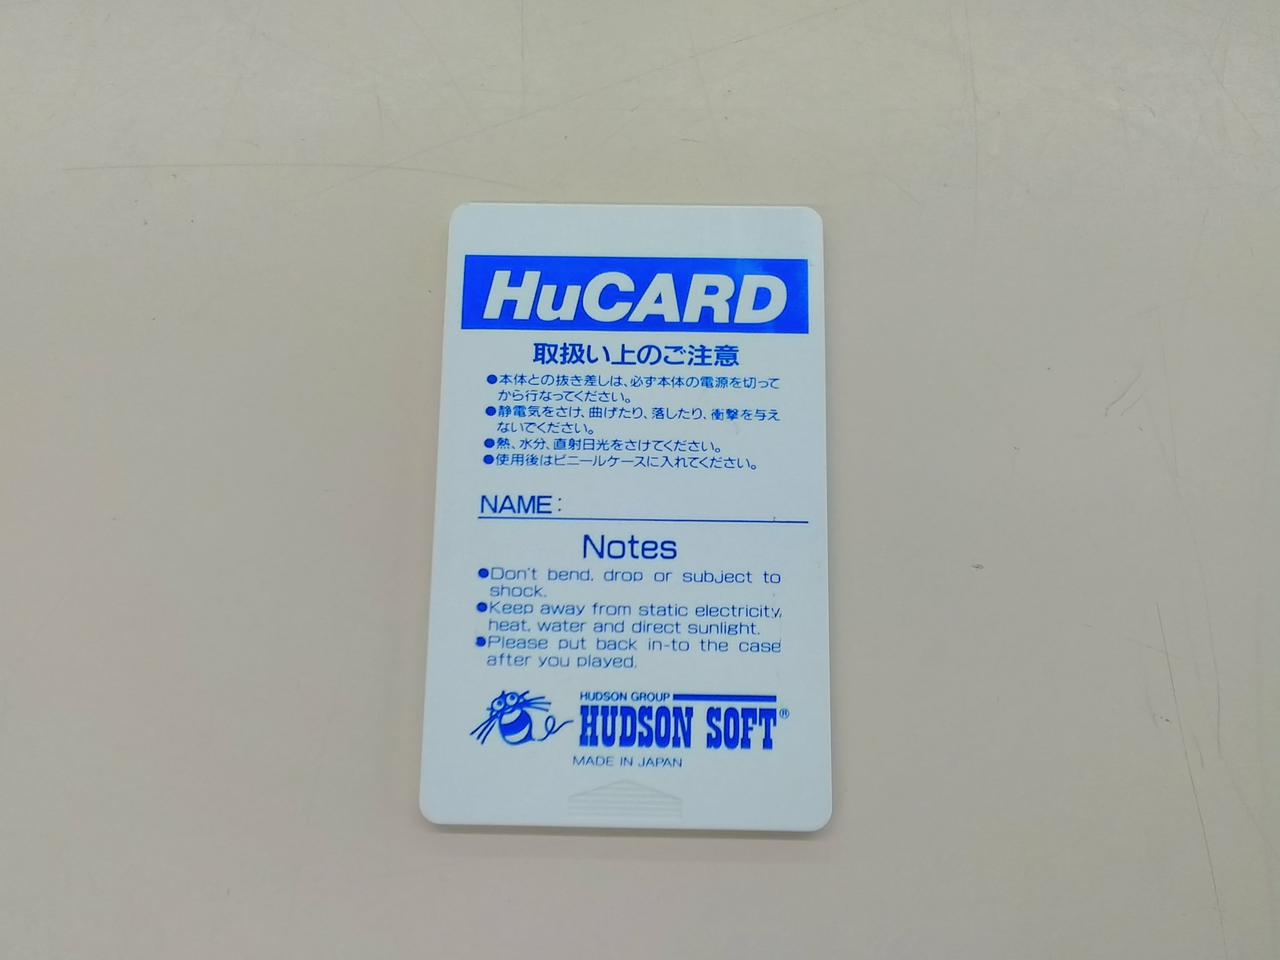 HuCARD
取扱い上のご注意
●本体との抜き差しは、必ず本体の電源を切って
から行なってください。
●静電気をさけ、曲げたり、落したり、衝撃を与え
ないでください。
●熱、水分、直射日光をさけてください。
●使用後はビニールケースに入れてください。
NAME:
Notes
●Don't bend, drop or subject to
shock.
●Keep away from static electricity,
heat, water and direct sunlight.
●Please put back in-to the case
after you played.
HUDSON GROUP
HUDSON SOFT®
MADE IN JAPAN